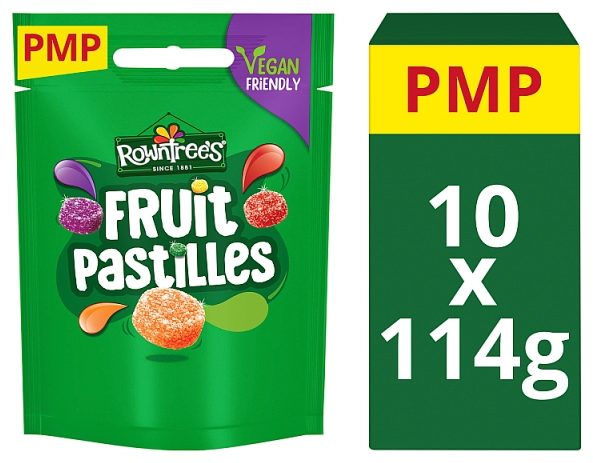 PMP
VEGAN
FRiENDLY
ROWNTREE'S
SINCE 1881
FRUit
PaStiLLES
PMP
10
x
114g